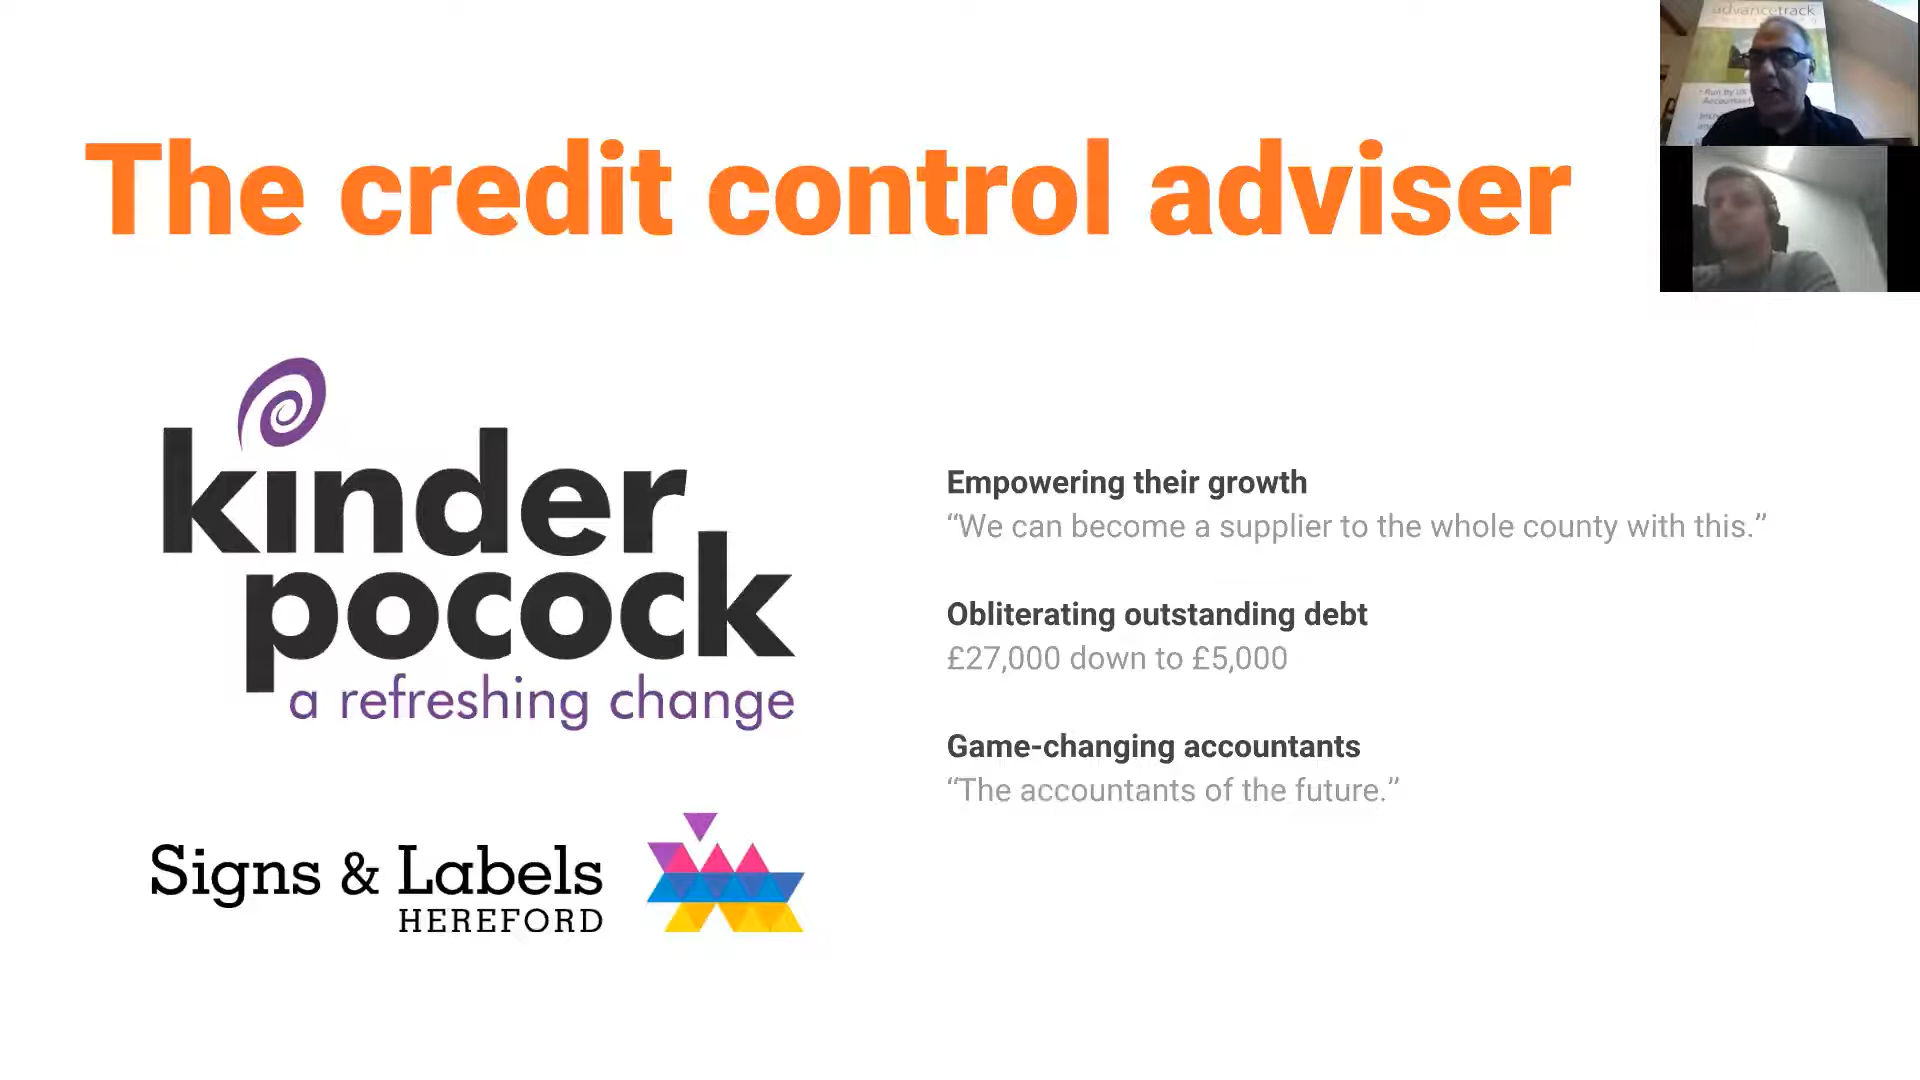 The credit control adviser
advancetrack
kinder
pocock
a refreshing change
Signs & Labels
HEREFORD
Empowering their growth
“We can become a supplier to the whole county with this.”
Obliterating outstanding debt
£27,000 down to £5,000
Game-changing accountants
“The accountants of the future.”